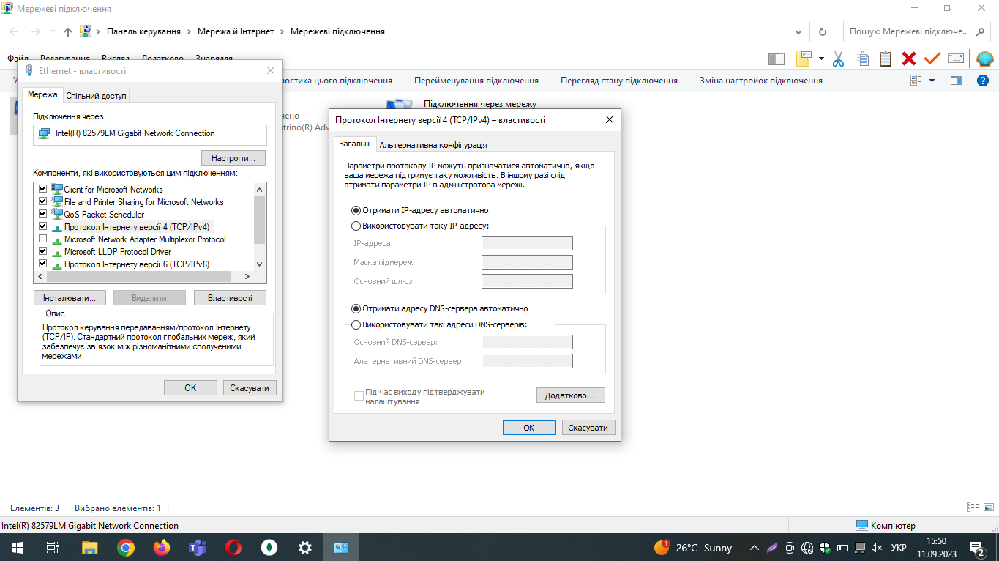 Мережеві підключення
Панель керування
Мережа й Інтернет
Мережеві підключення
Пошук: Мережеві підключе...
Файл Редагування Вигляд Додатково Знаряддя
Перейменування підключення
Перегляд стану підключення
Зміна настройок підключення
Підключення через мережу
Ethernet - властивості
Мережа
Спільний доступ
Підключення через:
Intel(R) 82579LM Gigabit Network Connection
Настроїти...
Компоненти, які використовуються цим підключенням:
Client for Microsoft Networks
File and Printer Sharing for Microsoft Networks
QoS Packet Scheduler
Протокол Інтернету версії 4 (TCP/IPv4)
Microsoft Network Adapter Multiplexor Protocol
Microsoft LLDP Protocol Driver
Протокол Інтернету версії 6 (TCP/IPv6)
Інсталювати...
Видалити
Властивості
Опис
Протокол керування передаванням/протокол Інтернету
(TCP/IP). Стандартний протокол глобальних мереж, який
забезпечує зв'язок між різноманітними сполученими
мережами.
OK
Скасувати
Протокол Інтернету версії 4 (TCP/IPv4) – властивості
Загальні
Альтернативна конфігурація
Параметри протоколу IP можуть призначатися автоматично, якщо
ваша мережа підтримує таку можливість. В іншому разі слід
отримати параметри IP в адміністратора мережі.
Отримати IP-адресу автоматично
Використовувати таку IP-адресу:
IP-адреса:
Маска підмережі:
Основний шлюз:
Отримати адресу DNS-сервера автоматично
Використовувати такі адреси DNS-серверів:
Основний DNS-сервер:
Альтернативний DNS-сервер:
Під час виходу підтверджувати
налаштування
Додатково...
OK
Скасувати
Елементів: 3
Вибрано елементів: 1
Intel(R) 82579LM Gigabit Network Connection
Комп'ютер
1
26°C Sunny
УКР
15:50
11.09.2023
2